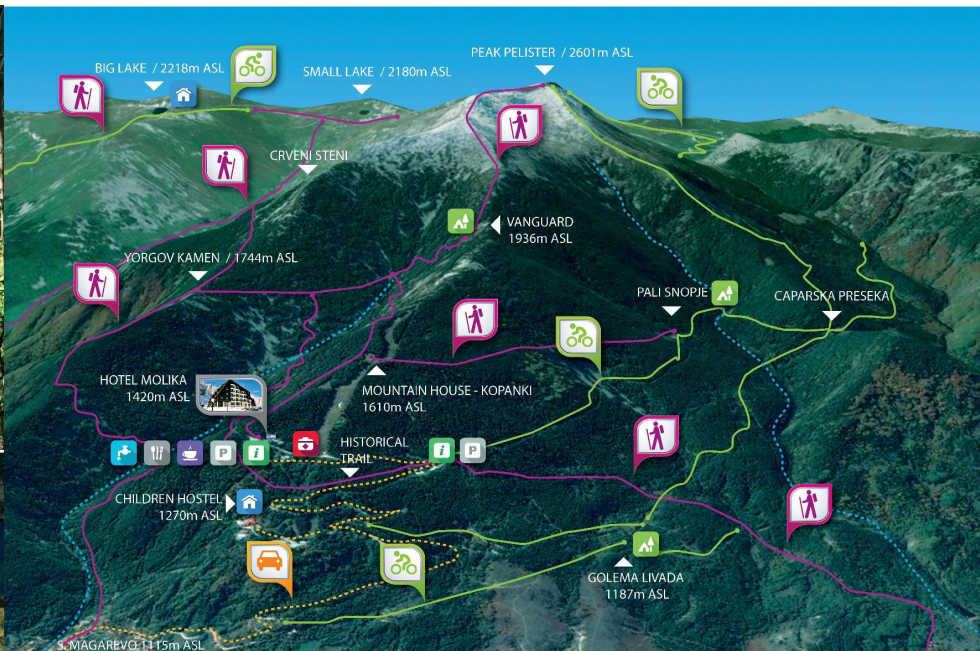 PEAK PELISTER / 2601m ASL
BIG LAKE / 2218m ASL
SMALL LAKE / 2180m ASL
CRVENI STENI
VANGUARD
1936m ASL
YORGOV KAMEN / 1744m ASL
PALI SNOPJE
CAPARSKA PRESEKA
HOTEL MOLIKA
1420m ASL
MOUNTAIN HOUSE - KOPANKI
1610m ASL
HISTORICAL
TRAIL
P
i
i
P
CHILDREN HOSTEL
1270m ASL
GOLEMA LIVADA
1187m ASL
S. MAGAREVO 1115m ASL